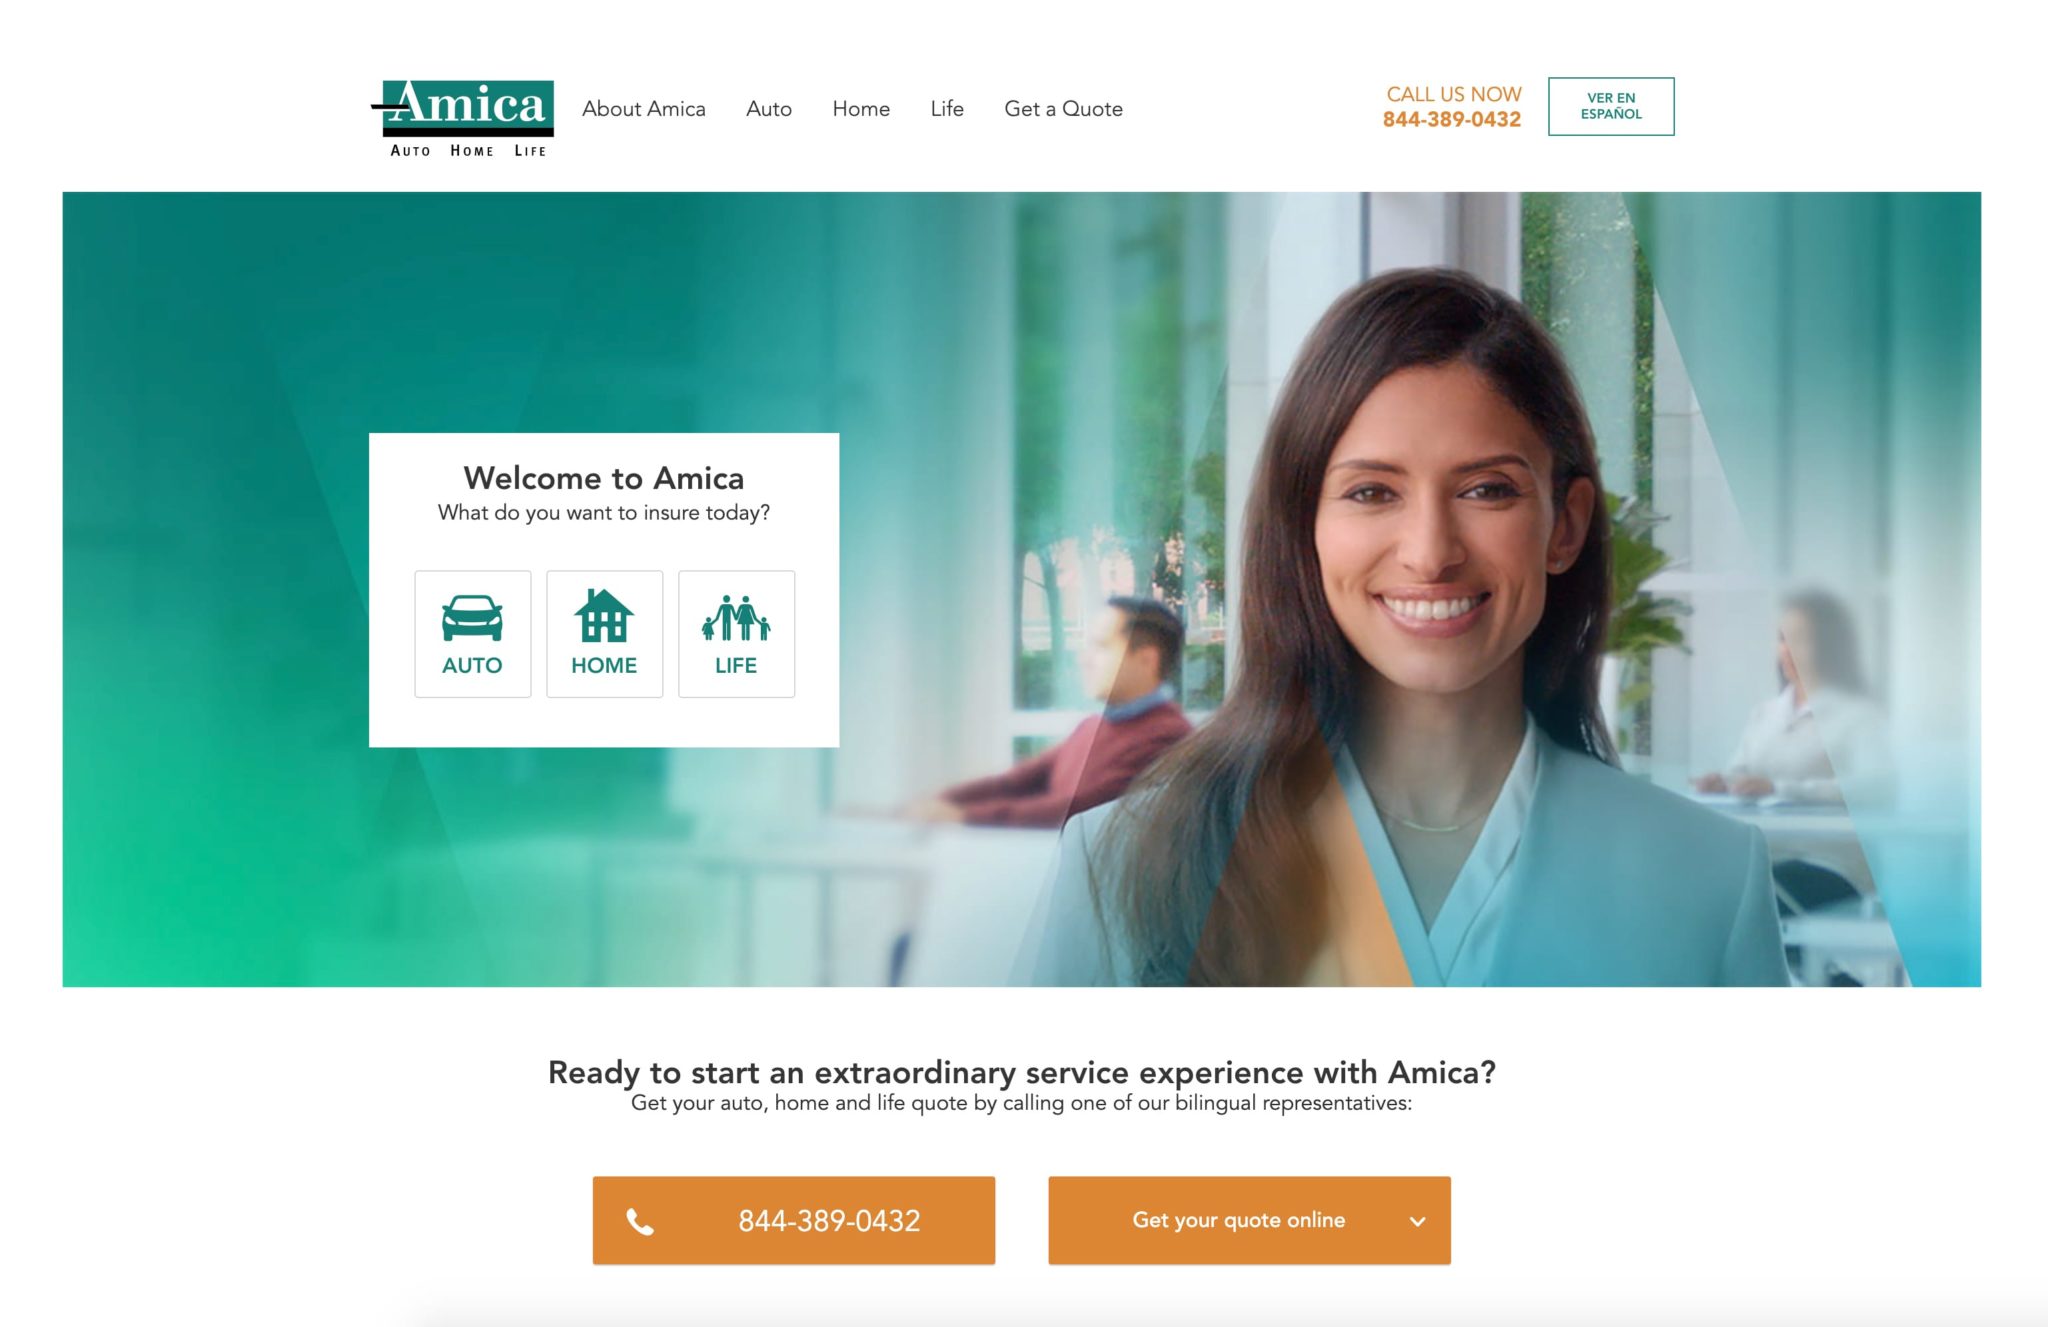 Amica
AUTO HOME LIFE
About Amica
Auto
Home
Life
Get a Quote
CALL US NOW
844-389-0432
VER EN
ESPAÑOL
Welcome to Amica
What do you want to insure today?
AUTO
HOME
LIFE
Ready to start an extraordinary service experience with Amica?
Get your auto, home and life quote by calling one of our bilingual representatives:
844-389-0432
Get your quote online